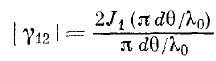 | γ₁₂ | = 2J₁ (π dθ/λ₀) / π dθ/λ₀